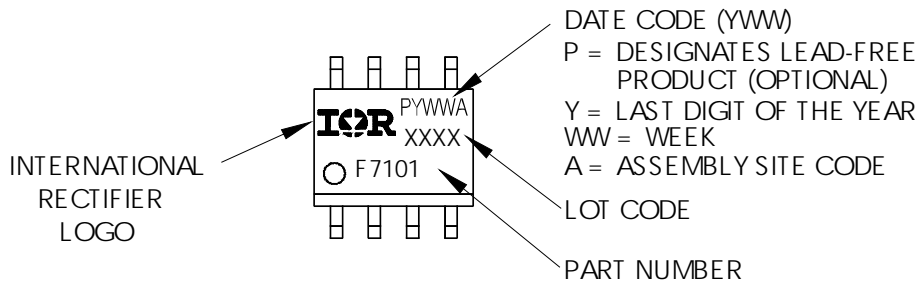 DATE CODE (YWW)
P = DESIGNATES LEAD-FREE
PRODUCT (OPTIONAL)
Y = LAST DIGIT OF THE YEAR
WW = WEEK
A = ASSEMBLY SITE CODE
LOT CODE
PART NUMBER
INTERNATIONAL
RECTIFIER
LOGO
IOR
PYWWA
XXXX
F7101